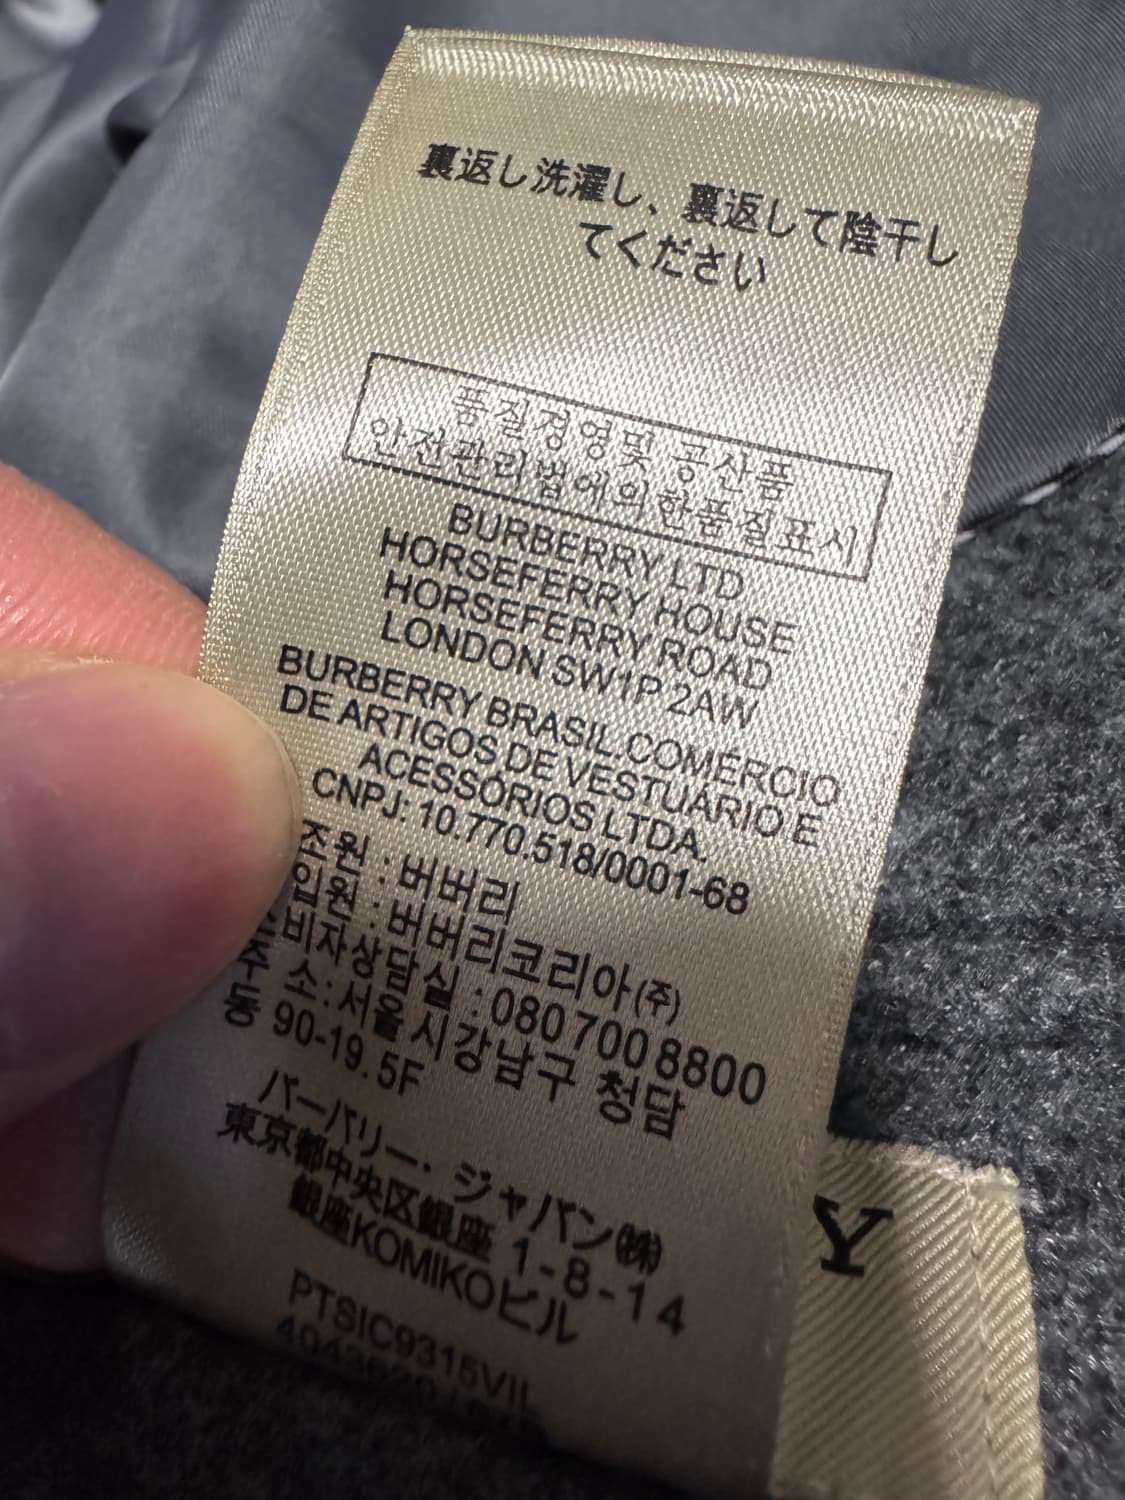 裏返し洗濯し、裏返して陰干し
てください
품질경영및 공산품
안전관리법에의한품질표시
BURBERRY LTD
HORSEFERRY HOUSE
HORSEFERRY ROAD
LONDON SW1P 2AW
BURBERRY BRASIL COMÉRCIO
DE ARTIGOS DE VESTUÁRIO E
ACESSÓRIOS LTDA.
CNPJ: 10.770.518/0001-68
조원 : 버버리
입원 : 버버리코리아(주)
비자상담실 : 080 700 8800
주 소: 서울시강남구 청담
동 90-19. 5F
バーバリー・ジャパン㈱
東京都中央区銀座 1-8-14
銀座KOMIKOビル
PTSIC9315VIL
Y